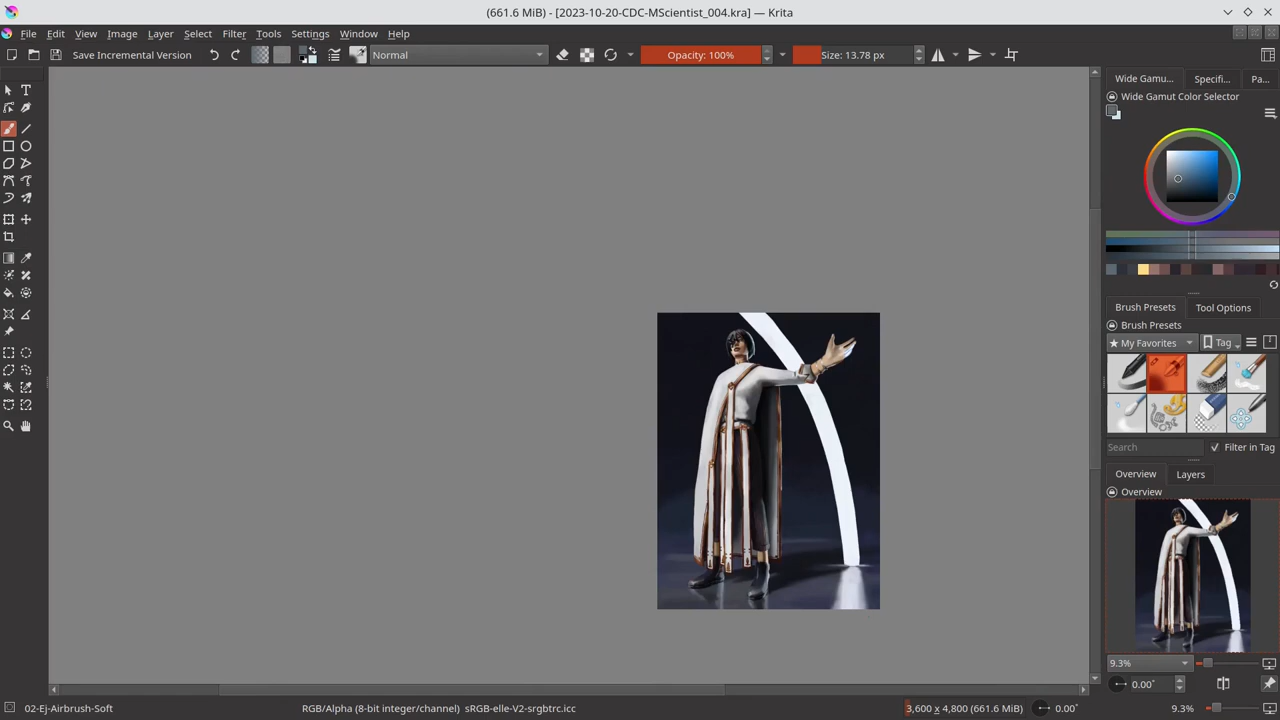 (661.6 MiB) - [2023-10-20-CDC-MScientist_004.kra] — Krita
File Edit View Image Layer Select Filter Tools Settings Window Help
Save Incremental Version Normal Opacity: 100% Size: 13.78 px
Wide Gamu... Specifi... Pa...
Wide Gamut Color Selector
Brush Presets Tool Options
Brush Presets
★ My Favorites Tag
Search Filter in Tag
Overview Layers
Overview
9.3%
0.00°
02-Ej-Airbrush-Soft RGB/Alpha (8-bit integer/channel) sRGB-elle-V2-srgbtrc.icc 3,600 x 4,800 (661.6 MiB) 0.00° 9.3%